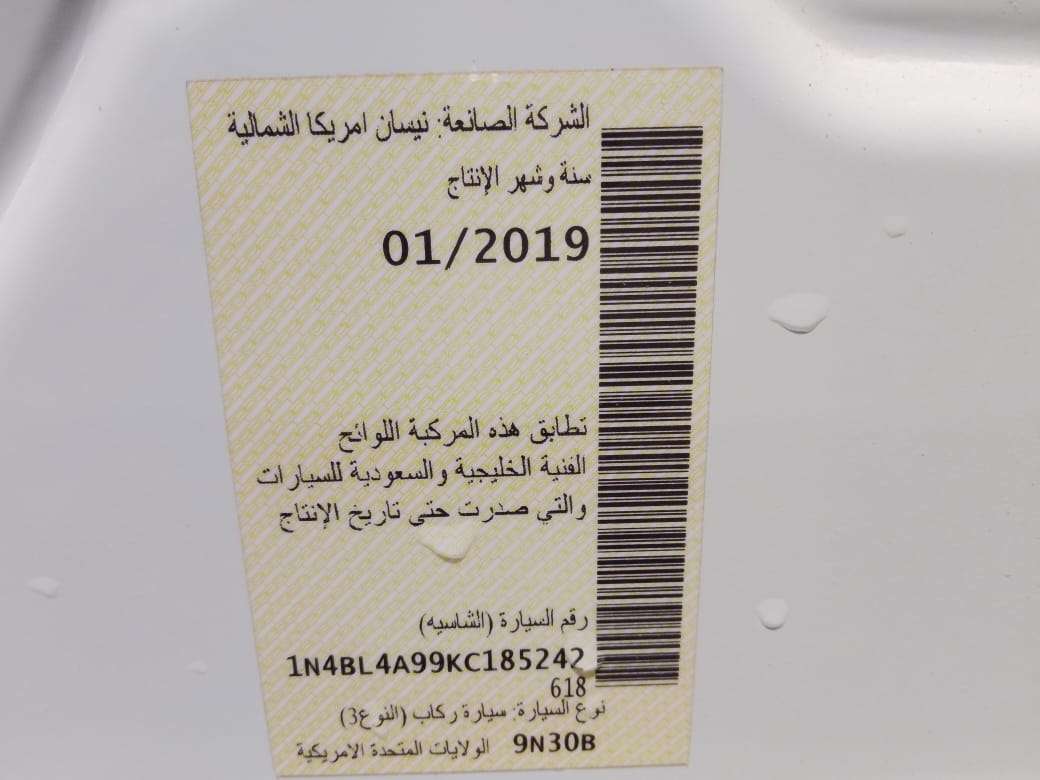 الشركة الصانعة: نيسان امريكا الشمالية
سنة وشهر الإنتاج
01/2019
تطابق هذه المركبة اللوائح
الفنية الخليجية والسعودية للسيارات
والتي صدرت حتى تاريخ الإنتاج
رقم السيارة (الشاسيه)
1N4BL4A99KC185242
618
نوع السيارة: سيارة ركاب (النوع3)
9N30B الولايات المتحدة الامريكية